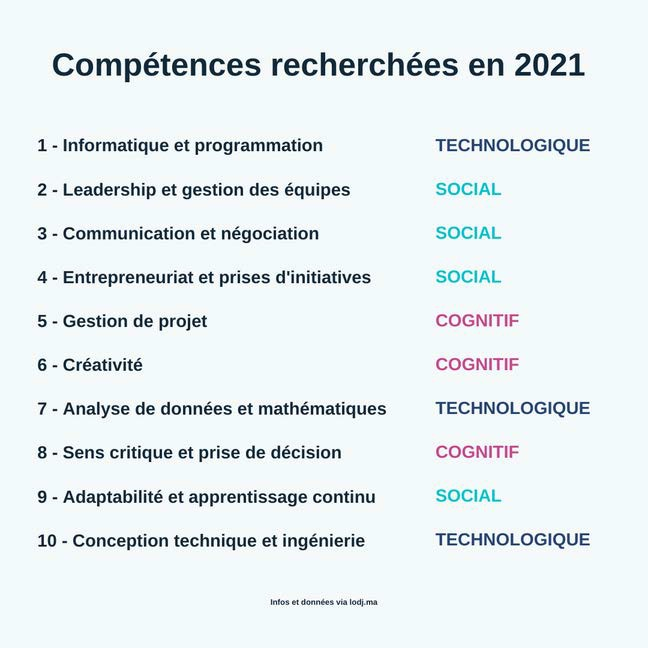 Compétences recherchées en 2021
1 - Informatique et programmation TECHNOLOGIQUE
2 - Leadership et gestion des équipes SOCIAL
3 - Communication et négociation SOCIAL
4 - Entrepreneuriat et prises d'initiatives SOCIAL
5 - Gestion de projet COGNITIF
6 - Créativité COGNITIF
7 - Analyse de données et mathématiques TECHNOLOGIQUE
8 - Sens critique et prise de décision COGNITIF
9 - Adaptabilité et apprentissage continu SOCIAL
10 - Conception technique et ingénierie TECHNOLOGIQUE
Infos et données via lodj.ma